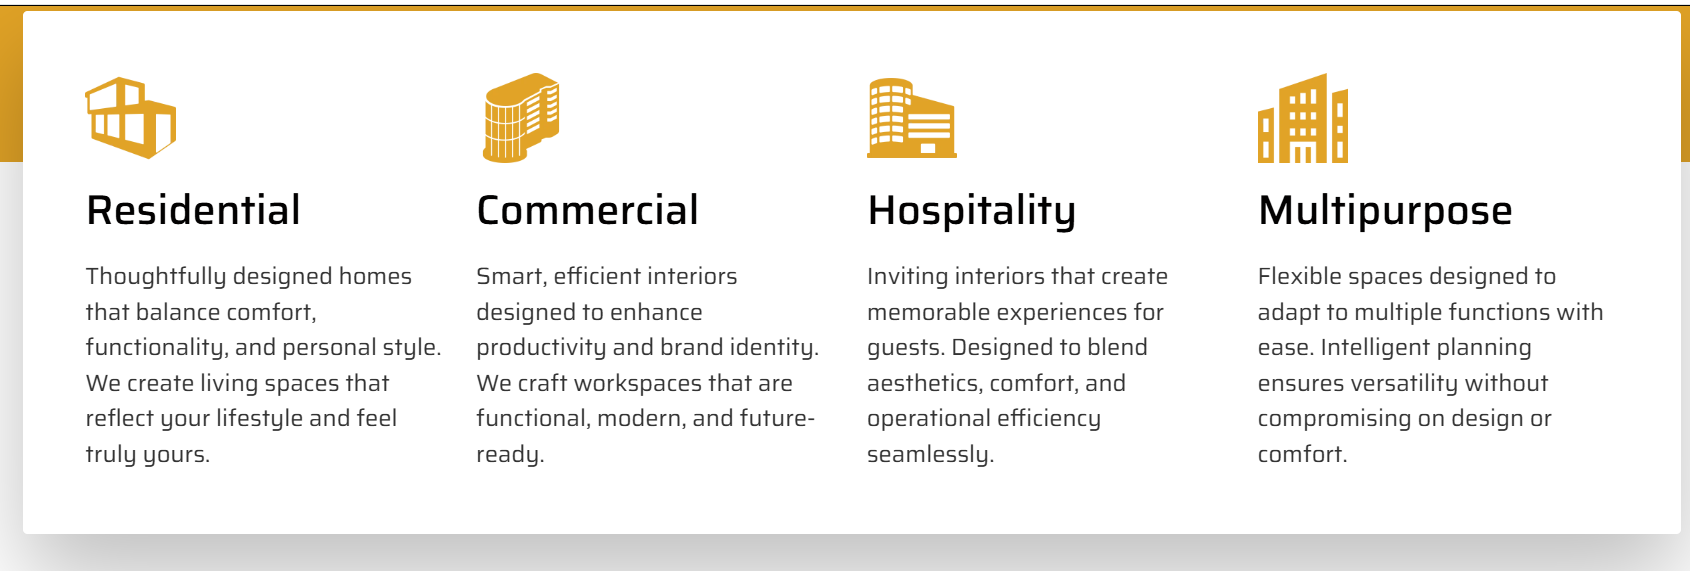 Residential
Thoughtfully designed homes
that balance comfort,
functionality, and personal style.
We create living spaces that
reflect your lifestyle and feel
truly yours.
Commercial
Smart, efficient interiors
designed to enhance
productivity and brand identity.
We craft workspaces that are
functional, modern, and future-
ready.
Hospitality
Inviting interiors that create
memorable experiences for
guests. Designed to blend
aesthetics, comfort, and
operational efficiency
seamlessly.
Multipurpose
Flexible spaces designed to
adapt to multiple functions with
ease. Intelligent planning
ensures versatility without
compromising on design or
comfort.